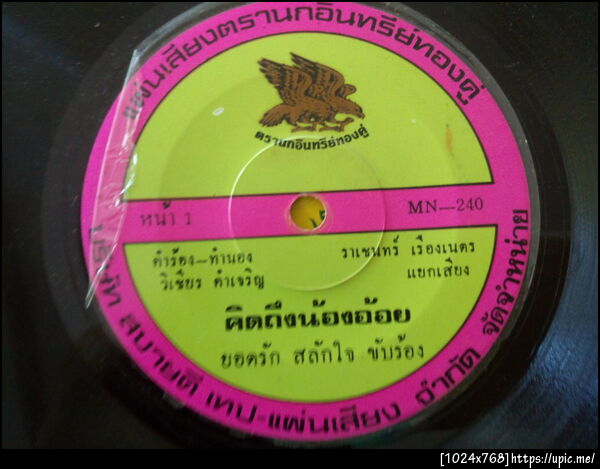 แผ่นเสียงตรานกอินทรีย์ทองคู่
ตรานกอินทรีย์ทองคู่
หน้า 1
MN—240
คำร้อง—ทำนอง
วิเชียร คำเจริญ
ราเชนทร์ เรืองเนตร
แยกเสียง
คิดถึงน้องอ้อย
ยอดรัก สลักใจ ขับร้อง
บริษัท สบายดี เทป-แผ่นเสียง จำกัด จัดจำหน่าย
[1024x768]https://upic.me/